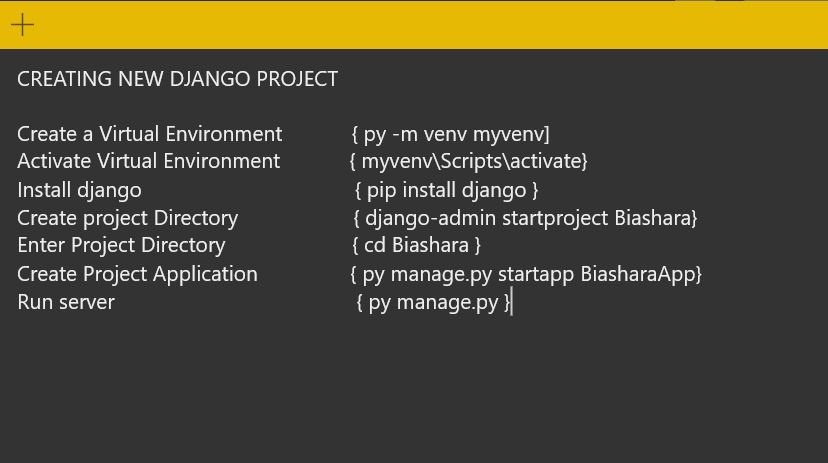 CREATING NEW DJANGO PROJECT
Create a Virtual Environment { py -m venv myvenv]
Activate Virtual Environment { myvenv\Scripts\activate}
Install django { pip install django }
Create project Directory { django-admin startproject Biashara}
Enter Project Directory { cd Biashara }
Create Project Application { py manage.py startapp BiasharaApp}
Run server { py manage.py }